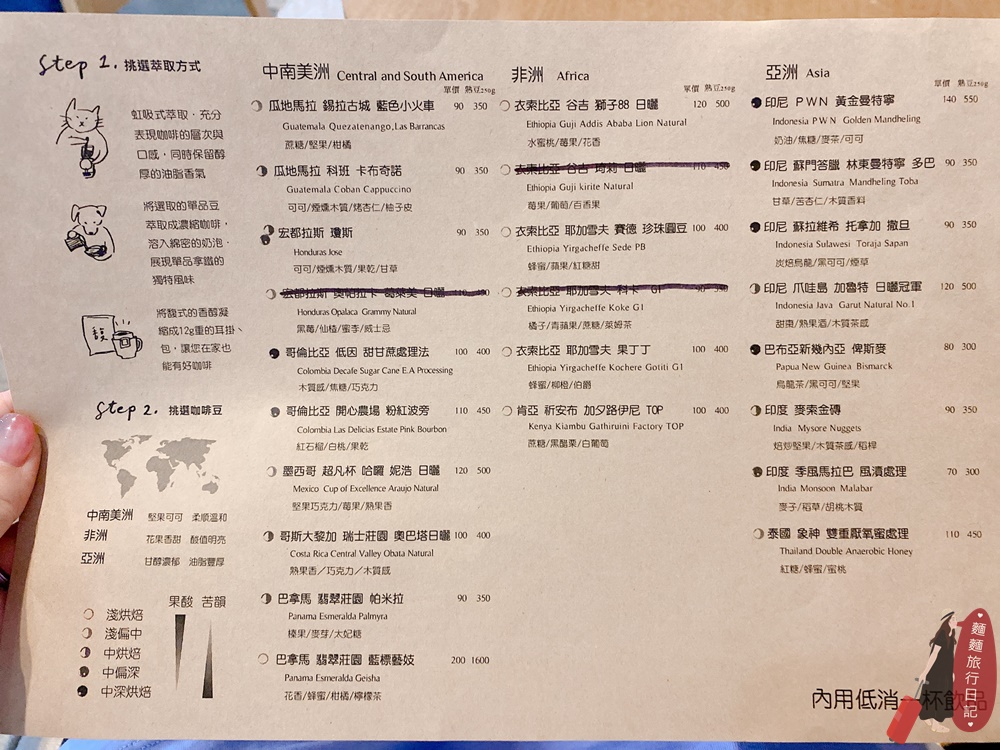 Step 1. 挑選萃取方式
虹吸式萃取，充分
表現咖啡的層次與
口感，同時保留醇
厚的油脂香氣
將選取的單品豆
萃取成濃縮咖啡，
溶入綿密的奶泡，
展現單品拿鐵的
獨特風味
馥
將馥式的香醇凝
縮成12g重的耳掛、
包，讓您在家也
能有好咖啡
Step 2. 挑選咖啡豆
中南美洲 堅果可可 柔順溫和
非洲 花果香甜 酸值明亮
亞洲 甘醇濃郁 油脂豐厚
果酸 苦韻
淺烘焙
淺偏中
中烘焙
中偏深
中深烘焙
中南美洲 Central and South America
單價 熟豆250g
瓜地馬拉 錫拉古城 藍色小火車 90 350
Guatemala Quezatenango,Las Barrancas
蔗糖/堅果/柑橘
瓜地馬拉 科班 卡布奇諾 90 350
Guatemala Coban Cappuccino
可可/煙燻木質/烤杏仁/柚子皮
宏都拉斯 瓊斯 90 350
Honduras Jose
可可/煙燻木質/果乾/甘草
宏都拉斯 奧帕拉卡 葛萊美 日曬
Honduras Opalaca Grammy Natural
黑莓/仙楂/蜜李/威士忌
哥倫比亞 低因 甜甘蔗處理法 100 400
Colombia Decafe Sugar Cane E.A Processing
木質感/焦糖/巧克力
哥倫比亞 開心農場 粉紅波旁 110 450
Colombia Las Delicias Estate Pink Bourbon
紅石榴/白桃/果乾
墨西哥 超凡杯 哈囉 妮浩 日曬 120 500
Mexico Cup of Excellence Araujo Natural
堅果巧克力/莓果/熟果香
哥斯大黎加 瑞士莊園 奧巴塔日曬 100 400
Costa Rica Central Valley Obata Natural
熟果香/巧克力/木質感
巴拿馬 翡翠莊園 帕米拉 90 350
Panama Esmeralda Palmyra
榛果/麥芽/太妃糖
巴拿馬 翡翠莊園 藍標藝妓 200 1600
Panama Esmeralda Geisha
花香/蜂蜜/柑橘/檸檬茶
非洲 Africa
單價 熟豆250g
衣索比亞 谷吉 獅子88 日曬 120 500
Ethiopia Guji Addis Ababa Lion Natural
水蜜桃/莓果/花香
衣索比亞 谷吉 琦莉 日曬 110 450
Ethiopia Guji kirite Natural
莓果/葡萄/百香果
衣索比亞 耶加雪夫 賽德 珍珠圓豆 100 400
Ethiopia Yirgacheffe Sede PB
蜂蜜/蘋果/紅糖甜
衣索比亞 耶加雪夫 科卡 G1 90 350
Ethiopia Yirgacheffe Koke G1
橘子/青蘋果/蔗糖/萊姆茶
衣索比亞 耶加雪夫 果丁丁 100 400
Ethiopia Yirgacheffe Kochere Gotiti G1
蜂蜜/柳橙/伯爵
肯亞 祈安布 加夕路伊尼 TOP 100 400
Kenya Kiambu Gathiruini Factory TOP
蔗糖/黑醋栗/白葡萄
亞洲 Asia
單價 熟豆250g
印尼 PWN 黃金曼特寧 140 550
Indonesia PWN Golden Mandheling
奶油/焦糖/麥茶/可可
印尼 蘇門答臘 林東曼特寧 多巴 90 350
Indonesia Sumatra Mandheling Toba
甘草/苦杏仁/木質香料
印尼 蘇拉維希 托拿加 撒旦 90 350
Indonesia Sulawesi Toraja Sapan
炭焙烏龍/黑可可/煙草
印尼 爪哇島 加魯特 日曬冠軍 120 500
Indonesia Java Garut Natural No.1
甜棗/熟果酒/木質茶感
巴布亞新幾內亞 俾斯麥 80 300
Papua New Guinea Bismarck
烏龍茶/黑可可/堅果
印度 麥索金磚 90 350
India Mysore Nuggets
焙炒堅果/木質茶感/稻桿
印度 季風馬拉巴 風漬處理 70 300
India Monsoon Malabar
麥子/稻草/胡桃木質
泰國 象神 雙重厭氧蜜處理 110 450
Thailand Double Anaerobic Honey
紅糖/蜂蜜/蜜桃
內用低消一杯飲品
麵麵旅行日記